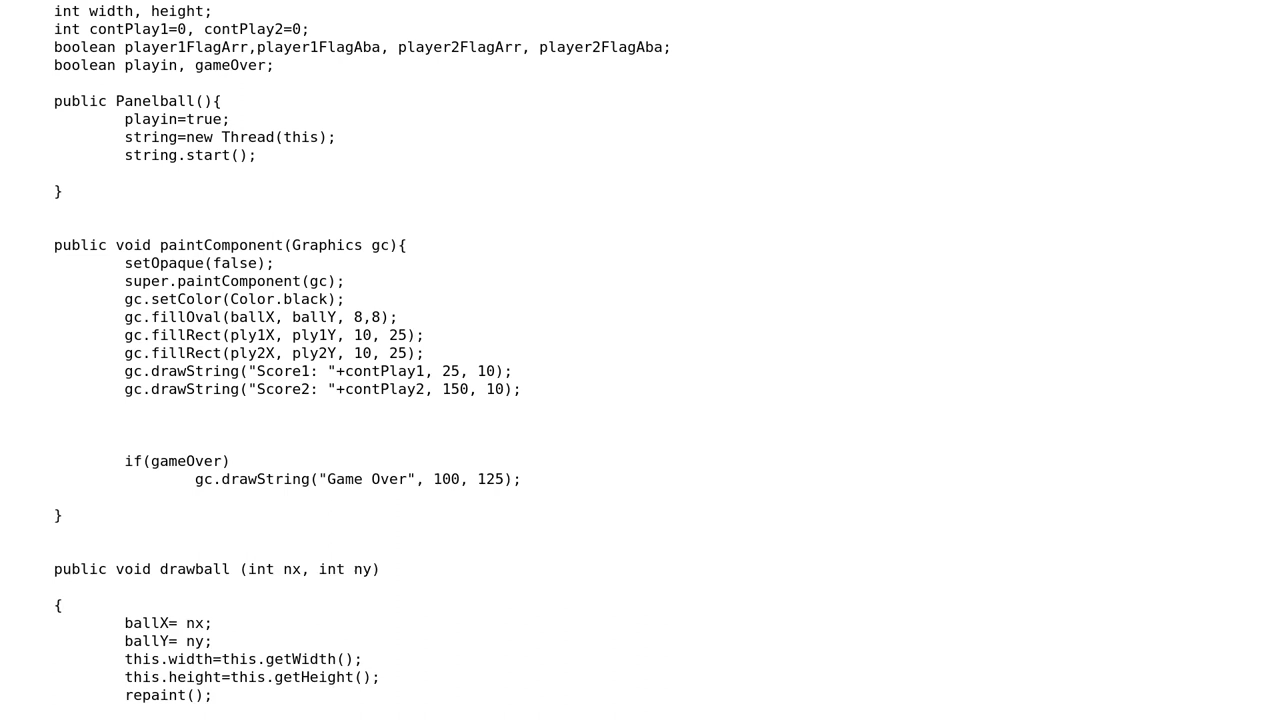 int width, height;
int contPlay1=0, contPlay2=0;
boolean player1FlagArr,player1FlagAba, player2FlagArr, player2FlagAba;
boolean playin, gameOver;
public Panelball(){
playin=true;
string=new Thread(this);
string.start();
}
public void paintComponent(Graphics gc){
setOpaque(false);
super.paintComponent(gc);
gc.setColor(Color.black);
gc.fillOval(ballX, ballY, 8,8);
gc.fillRect(ply1X, ply1Y, 10, 25);
gc.fillRect(ply2X, ply2Y, 10, 25);
gc.drawString("Score1: "+contPlay1, 25, 10);
gc.drawString("Score2: "+contPlay2, 150, 10);
if(gameOver)
gc.drawString("Game Over", 100, 125);
}
public void drawball (int nx, int ny)
{
ballX= nx;
ballY= ny;
this.width=this.getWidth();
this.height=this.getHeight();
repaint();